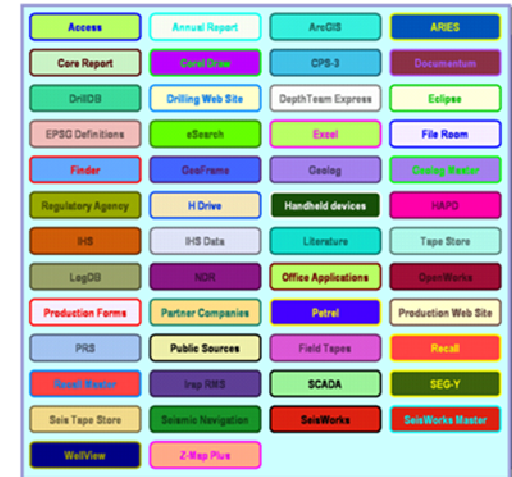 Access
Annual Report
ArcGIS
ARIES
Core Report
Corel Draw
CPS-3
Documentum
DrillDB
Drilling Web Site
DepthTeam Express
Eclipse
EPSG Definitions
eSearch
Excel
File Room
Finder
GeoFrame
Geolog
Geolog Master
Regulatory Agency
H Drive
Handheld devices
HAPD
IHS
IHS Data
Literature
Tape Store
LogDB
NDR
Office Applications
OpenWorks
Production Forms
Partner Companies
Petrel
Production Web Site
PRS
Public Sources
Field Tapes
Recall
Recall Master
Irap RMS
SCADA
SEG-Y
Seis Tape Store
Seismic Navigation
SeisWorks
SeisWorks Master
WellView
Z-Map Plus